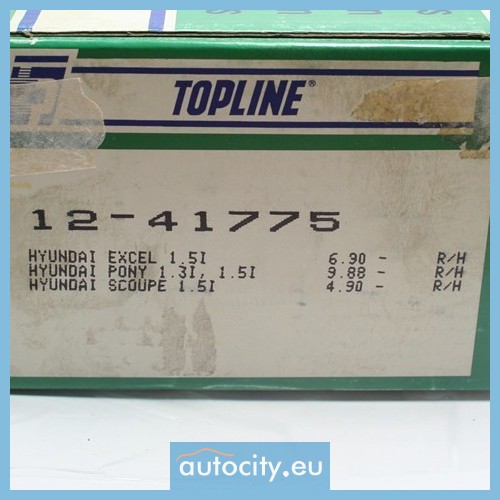 TOPLINE®
12-41775
HYUNDAI EXCEL 1.5I 6.90 - R/H
HYUNDAI PONY 1.3I, 1.5I 9.88 - R/H
HYUNDAI SCOUPE 1.5I 4.90 - R/H
autocity.eu